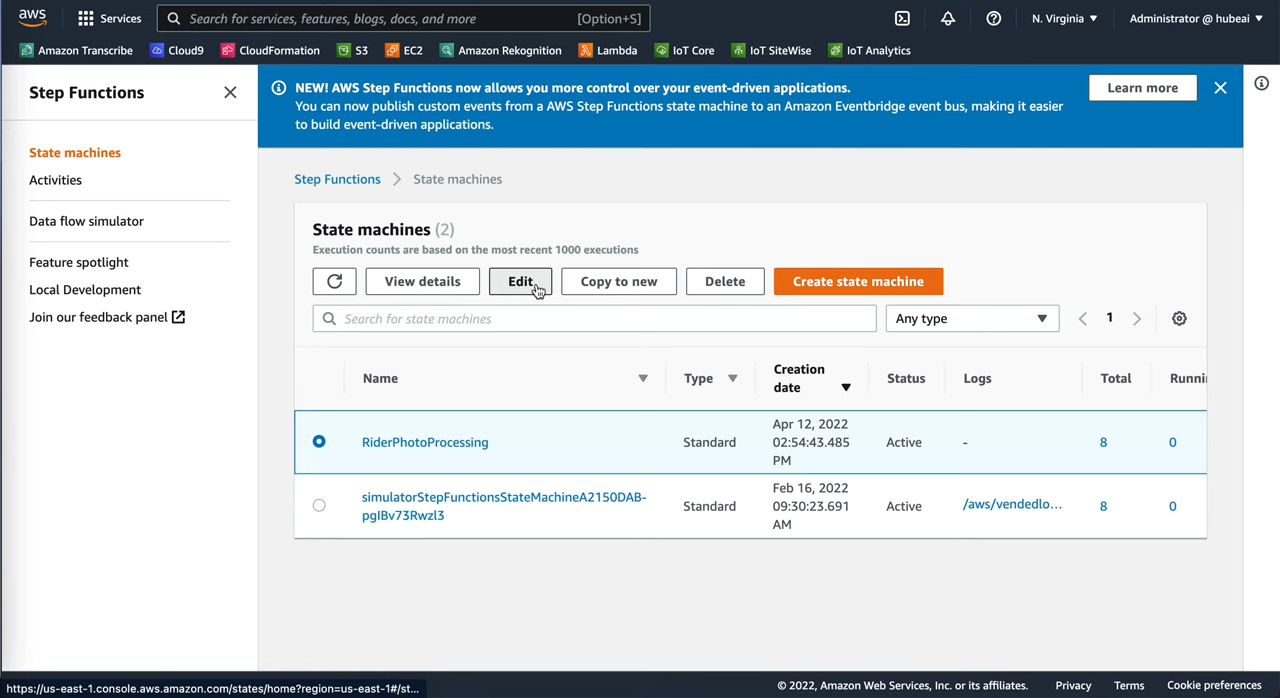 aws
Services
Search for services, features, blogs, docs, and more
[Option+S]
N. Virginia ▼
Administrator @ hubeai ▼
Amazon Transcribe
Cloud9
CloudFormation
S3
EC2
Amazon Rekognition
Lambda
IoT Core
IoT SiteWise
IoT Analytics
Step Functions
State machines
Activities
Data flow simulator
Feature spotlight
Local Development
Join our feedback panel
NEW! AWS Step Functions now allows you more control over your event-driven applications.
You can now publish custom events from a AWS Step Functions state machine to an Amazon Eventbridge event bus, making it easier
to build event-driven applications.
Learn more
Step Functions > State machines
State machines (2)
Execution counts are based on the most recent 1000 executions
View details
Edit
Copy to new
Delete
Create state machine
Search for state machines
Any type
1
Name
Type
Creation
date
Status
Logs
Total
Runni
RiderPhotoProcessing
Standard
Apr 12, 2022
02:54:43.485
PM
Active
-
8
0
simulatorStepFunctionsStateMachineA2150DAB-
pgIBv73Rwzl3
Standard
Feb 16, 2022
09:30:23.691
AM
Active
/aws/vendedlo...
8
0
https://us-east-1.console.aws.amazon.com/states/home?region=us-east-1#/st...
© 2022, Amazon Web Services, Inc. or its affiliates.
Privacy
Terms
Cookie preferences